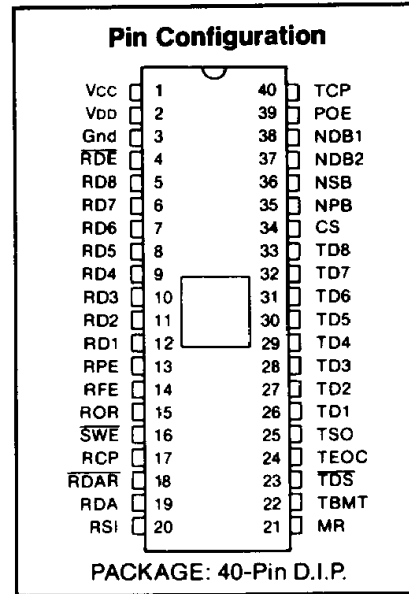 Pin Configuration
VCC 1 40 TCP
VDD 2 39 POE
Gnd 3 38 NDB1
R̅D̅E̅ 4 37 NDB2
RD8 5 36 NSB
RD7 6 35 NPB
RD6 7 34 CS
RD5 8 33 TD8
RD4 9 32 TD7
RD3 10 31 TD6
RD2 11 30 TD5
RD1 12 29 TD4
RPE 13 28 TD3
RFE 14 27 TD2
ROR 15 26 TD1
S̅W̅E̅ 16 25 TSO
RCP 17 24 TEOC
R̅D̅A̅R̅ 18 23 T̅D̅S̅
RDA 19 22 TBMT
RSI 20 21 MR
PACKAGE: 40-Pin D.I.P.